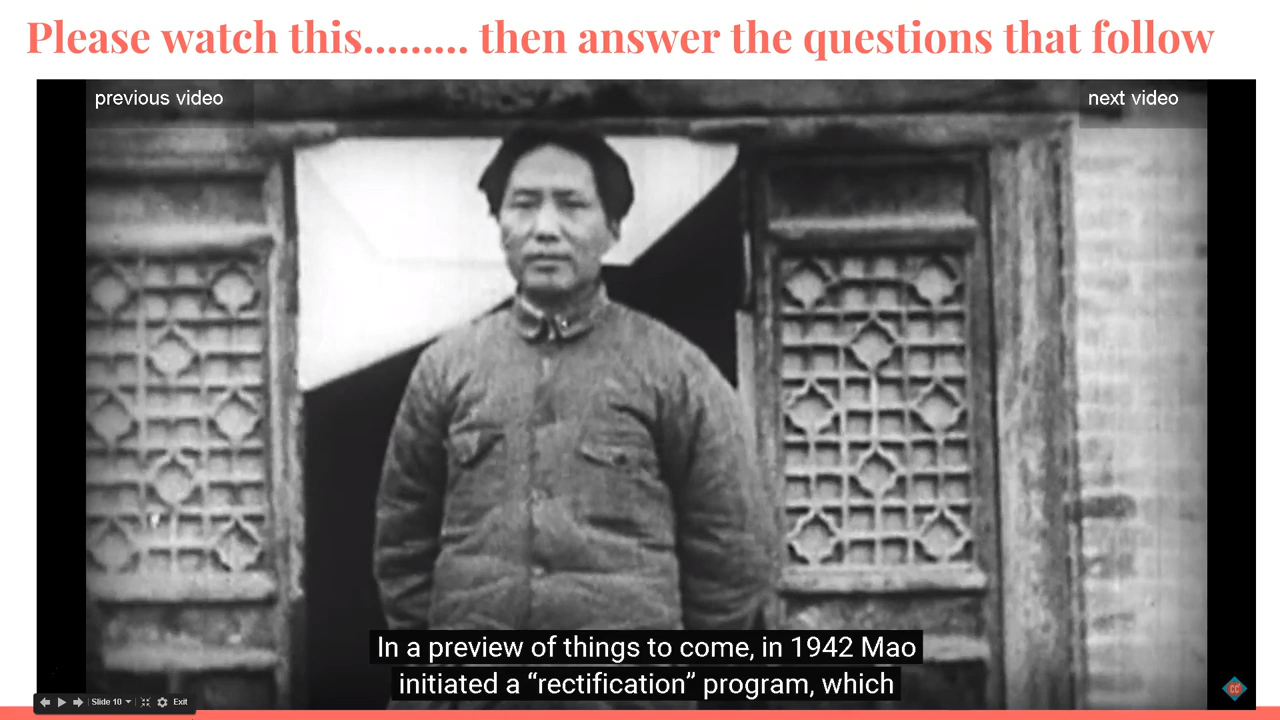 Please watch this......... then answer the questions that follow
previous video
next video
In a preview of things to come, in 1942 Mao
initiated a “rectification” program, which
Slide 10
Exit
CC